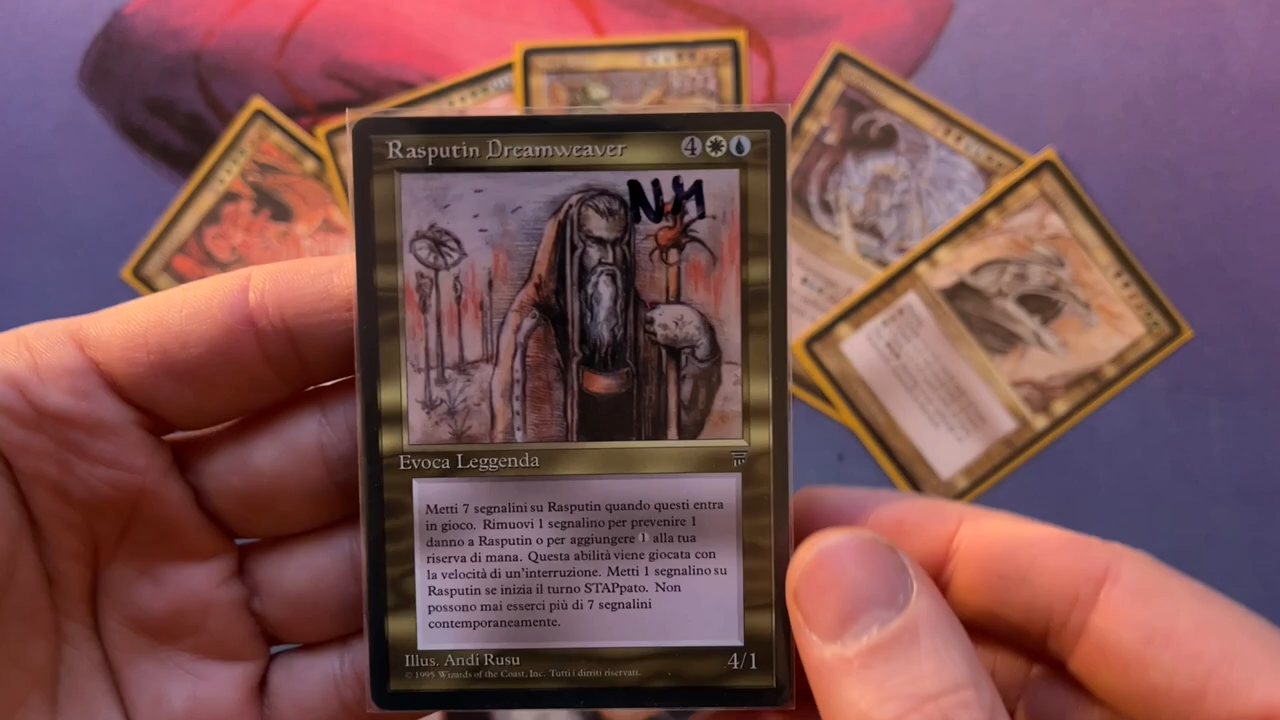 Rasputin Dreamweaver 4
NM
Evoca Leggenda
Metti 7 segnalini su Rasputin quando questi entra
in gioco. Rimuovi 1 segnalino per prevenire 1
danno a Rasputin o per aggiungere 1 alla tua
riserva di mana. Questa abilità viene giocata con
la velocità di un'interruzione. Metti 1 segnalino su
Rasputin se inizia il turno STAPpato. Non
possono mai esserci più di 7 segnalini
contemporaneamente.
Illus. Andi Rusu 4/1
© 1995 Wizards of the Coast, Inc. Tutti i diritti riservati.